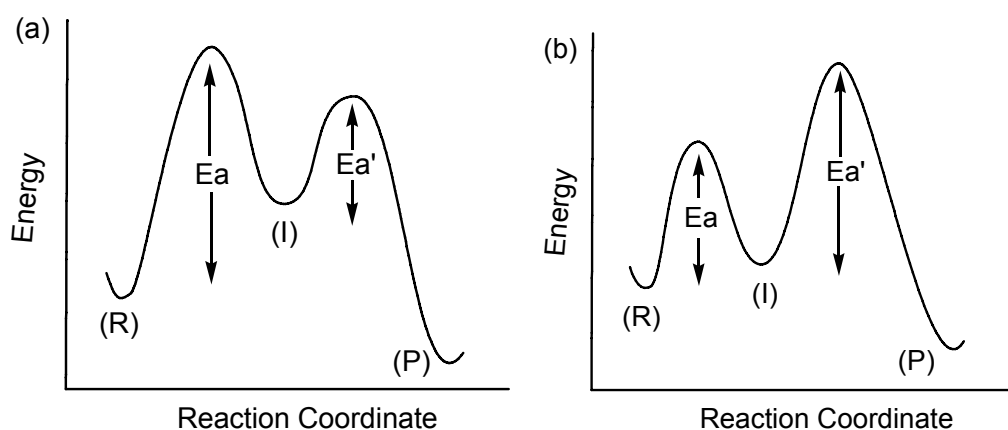 (a)
Energy
Ea
Ea'
(R)
(I)
(P)
Reaction Coordinate
(b)
Energy
Ea
Ea'
(R)
(I)
(P)
Reaction Coordinate